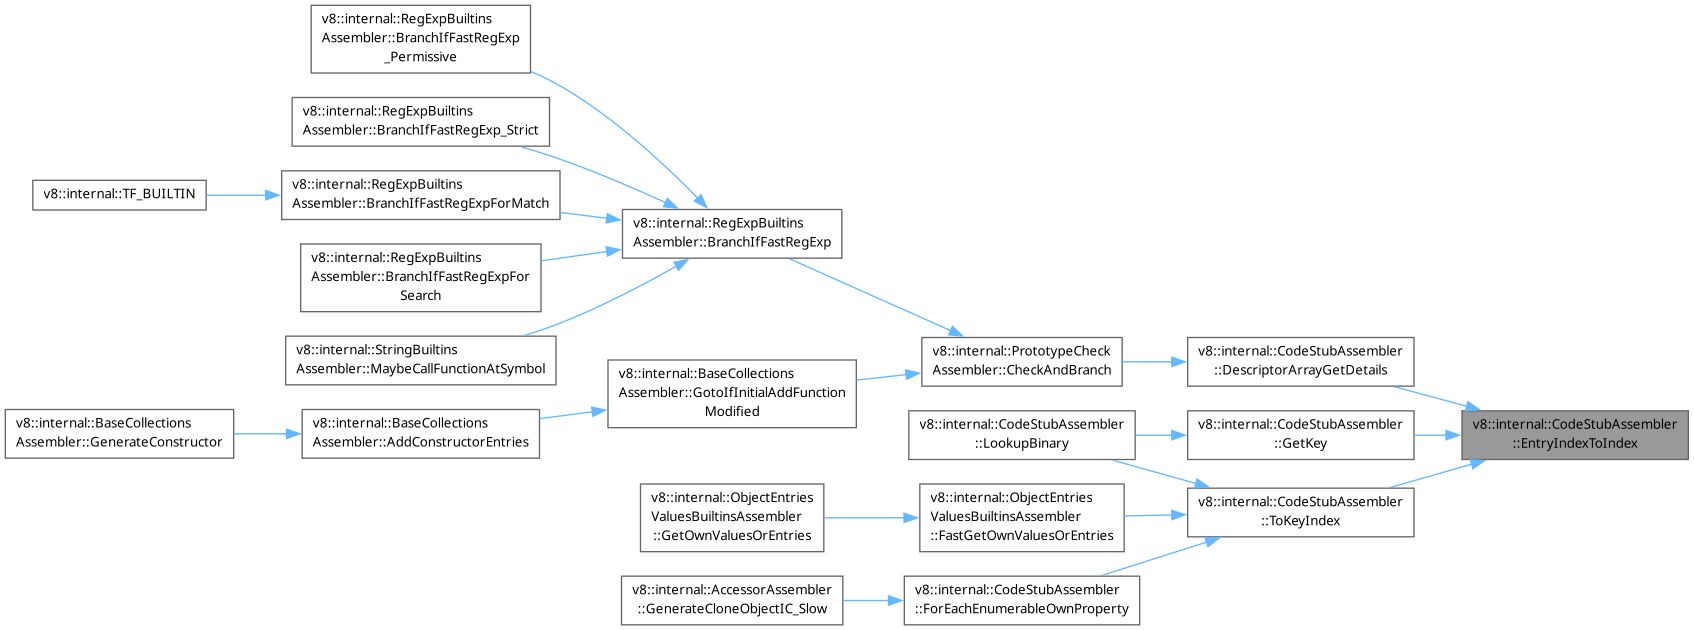 v8::internal::RegExpBuiltins
Assembler::BranchIfFastRegExp
_Permissive
v8::internal::RegExpBuiltins
Assembler::BranchIfFastRegExp_Strict
v8::internal::TF_BUILTIN
v8::internal::RegExpBuiltins
Assembler::BranchIfFastRegExpForMatch
v8::internal::RegExpBuiltins
Assembler::BranchIfFastRegExp
v8::internal::RegExpBuiltins
Assembler::BranchIfFastRegExpFor
Search
v8::internal::StringBuiltins
Assembler::MaybeCallFunctionAtSymbol
v8::internal::PrototypeCheck
Assembler::CheckAndBranch
v8::internal::CodeStubAssembler
::DescriptorArrayGetDetails
v8::internal::BaseCollections
Assembler::GotoIfInitialAddFunction
Modified
v8::internal::BaseCollections
Assembler::GenerateConstructor
v8::internal::BaseCollections
Assembler::AddConstructorEntries
v8::internal::CodeStubAssembler
::LookupBinary
v8::internal::CodeStubAssembler
::GetKey
v8::internal::CodeStubAssembler
::EntryIndexToIndex
v8::internal::ObjectEntries
ValuesBuiltinsAssembler
::GetOwnValuesOrEntries
v8::internal::ObjectEntries
ValuesBuiltinsAssembler
::FastGetOwnValuesOrEntries
v8::internal::CodeStubAssembler
::ToKeyIndex
v8::internal::AccessorAssembler
::GenerateCloneObjectIC_Slow
v8::internal::CodeStubAssembler
::ForEachEnumerableOwnProperty